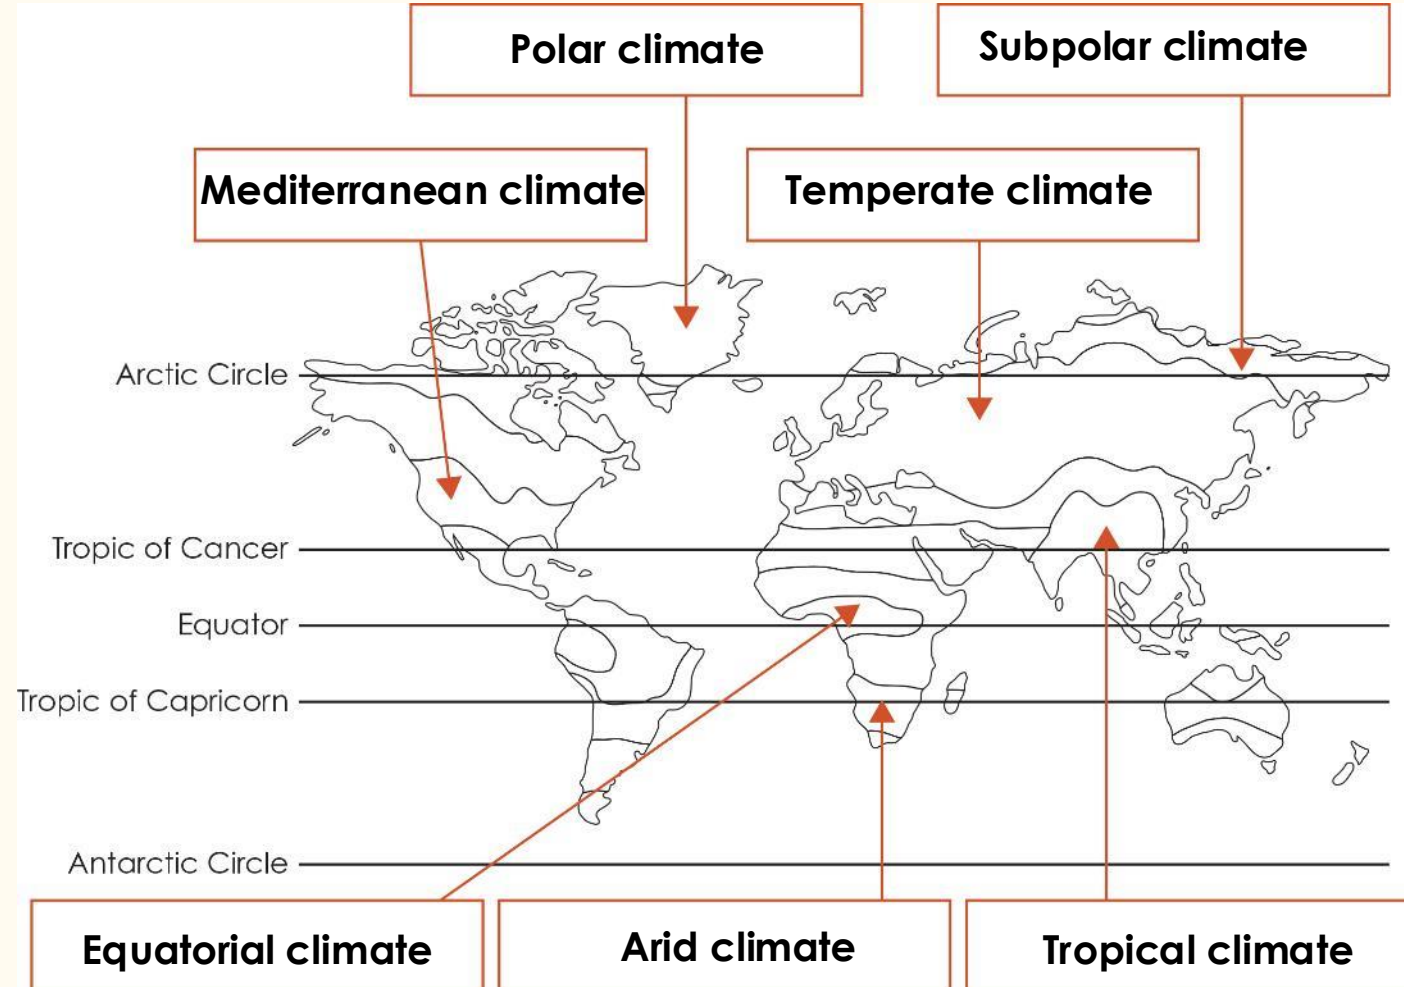 Polar climate
Subpolar climate
Mediterranean climate
Temperate climate
Arctic Circle
Tropic of Cancer
Equator
Tropic of Capricorn
Antarctic Circle
Equatorial climate
Arid climate
Tropical climate